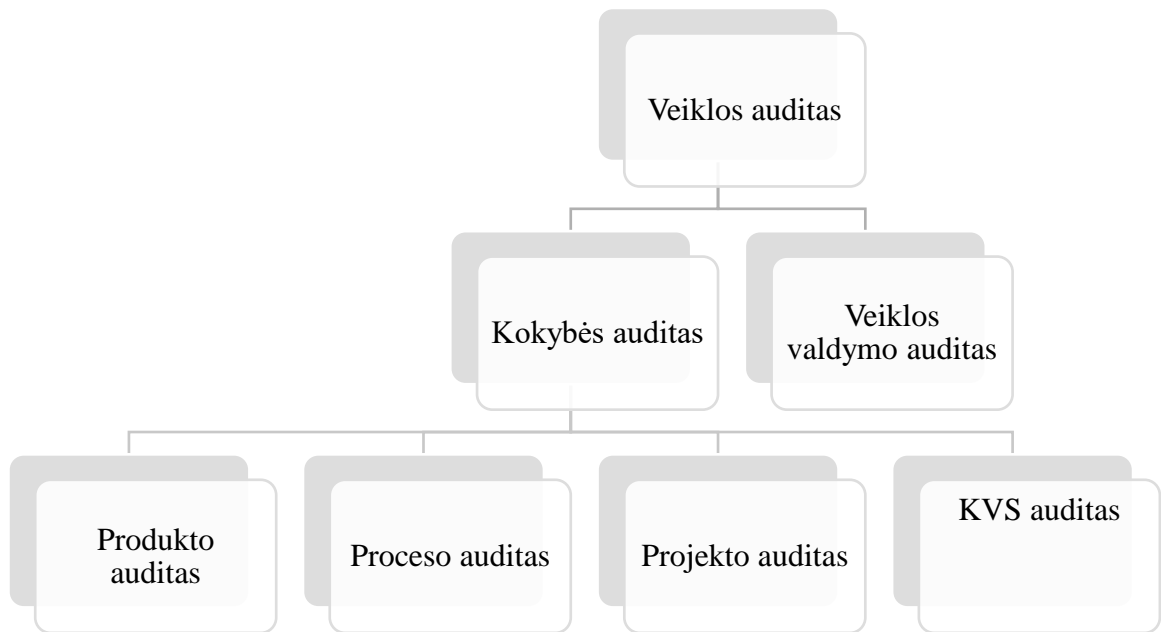 Veiklos auditas
Kokybės auditas
Veiklos
valdymo auditas
Produkto
auditas
Proceso auditas
Projekto auditas
KVS auditas